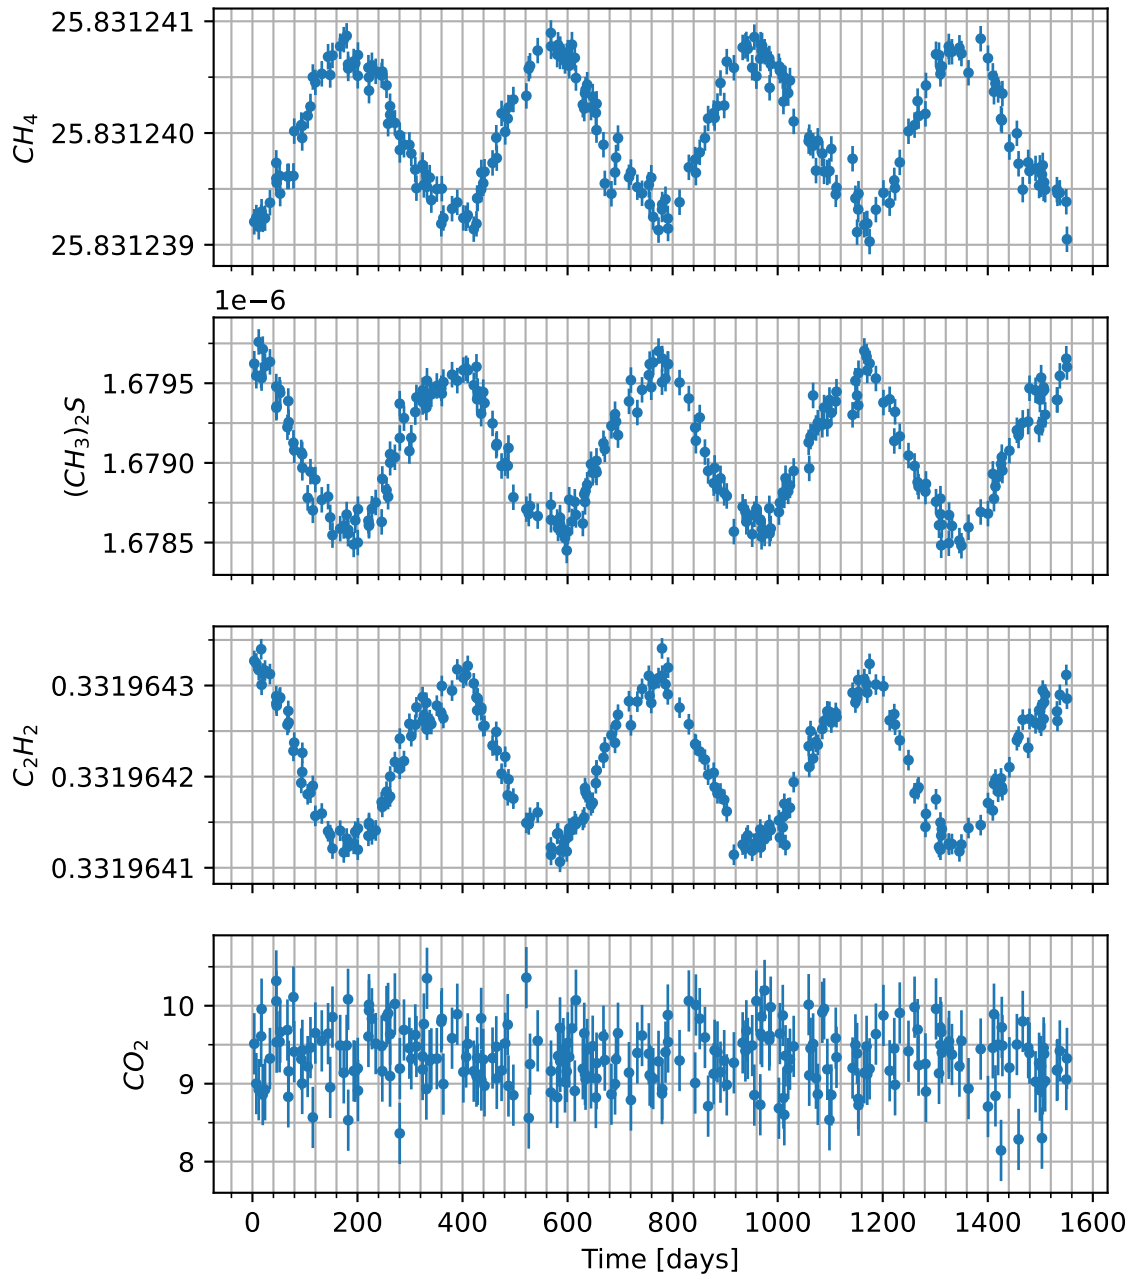 25.831241
25.831240
25.831239
CH₄
1e−6
1.6795
1.6790
1.6785
(CH₃)₂S
0.3319643
0.3319642
0.3319641
C₂H₂
10
9
8
CO₂
0 200 400 600 800 1000 1200 1400 1600
Time [days]